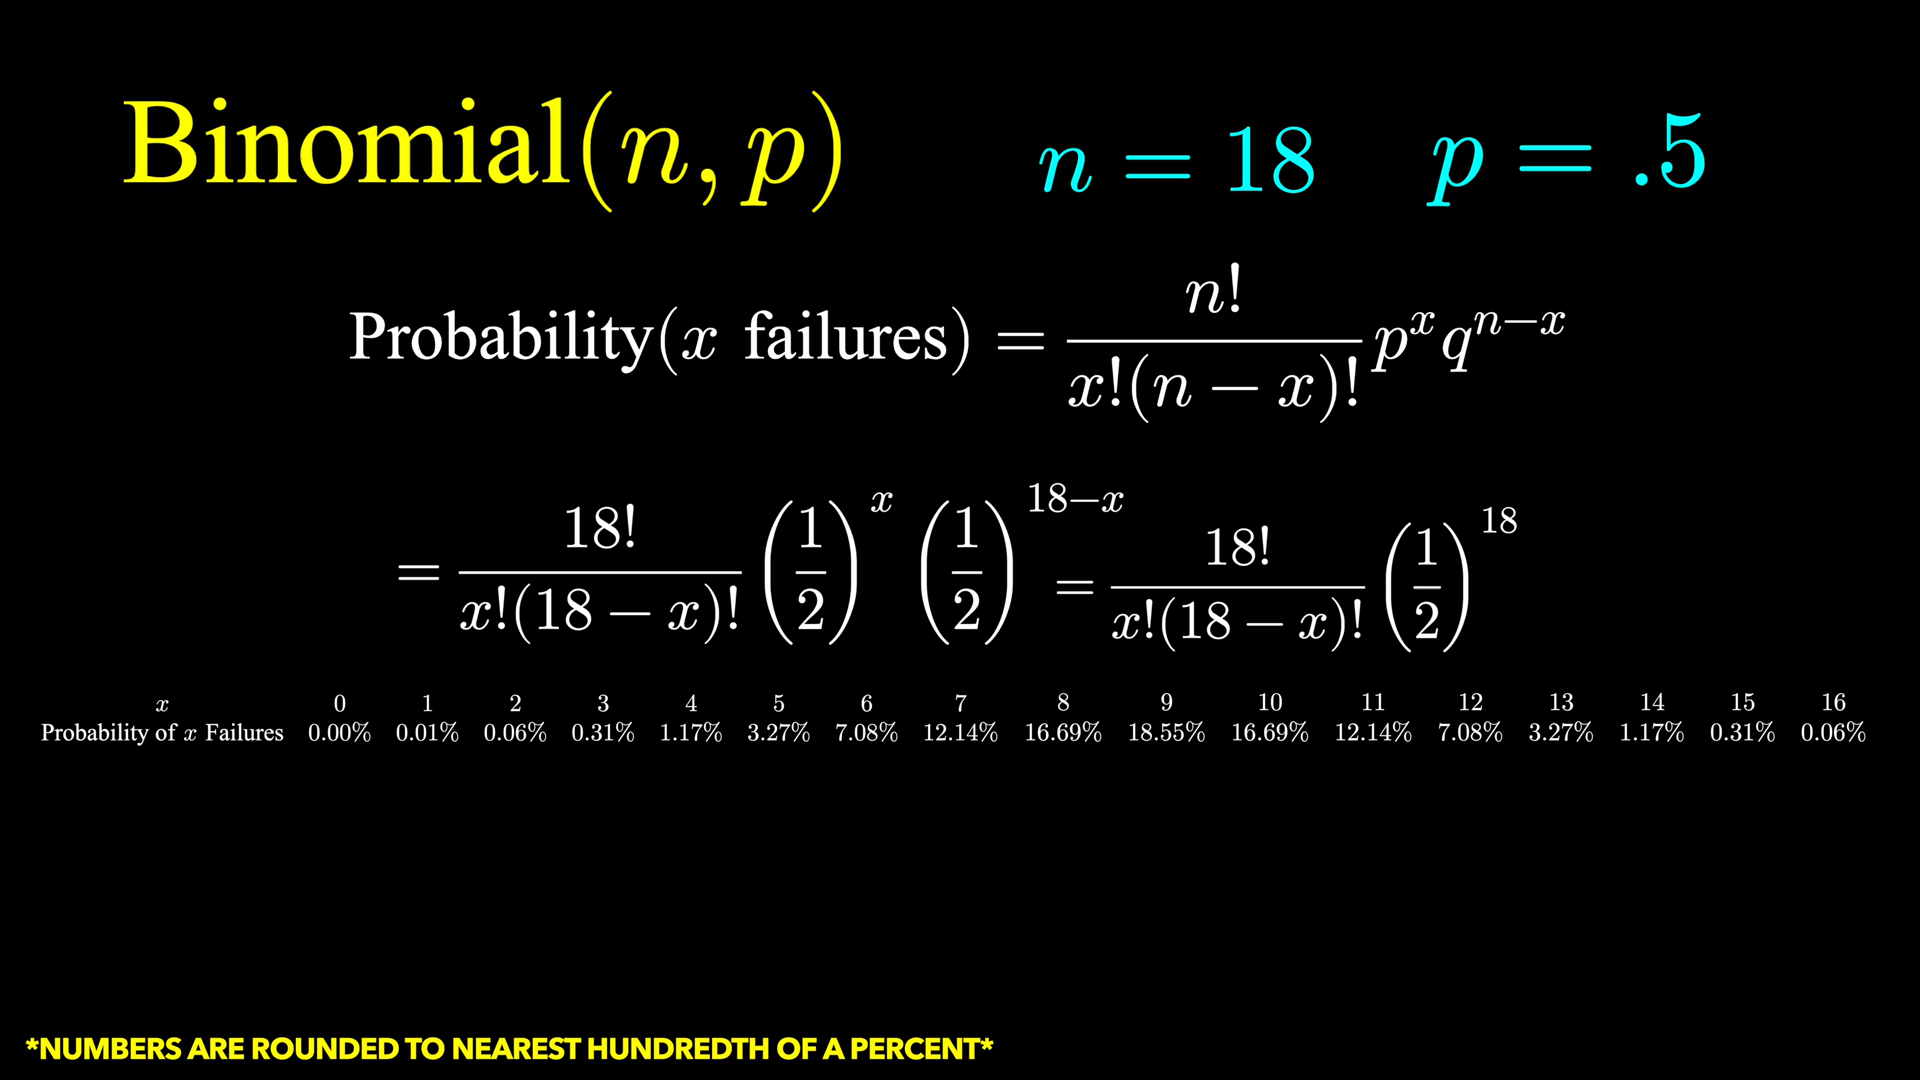 Binomial(n, p) n = 18 p = .5
Probability(x failures) = n!/(x!(n − x)!) p^x q^(n−x)
= 18!/(x!(18 − x)!) (1/2)^x (1/2)^(18−x) = 18!/(x!(18 − x)!) (1/2)^18
x 0 1 2 3 4 5 6 7 8 9 10 11 12 13 14 15 16
Probability of x Failures 0.00% 0.01% 0.06% 0.31% 1.17% 3.27% 7.08% 12.14% 16.69% 18.55% 16.69% 12.14% 7.08% 3.27% 1.17% 0.31% 0.06%
*NUMBERS ARE ROUNDED TO NEAREST HUNDREDTH OF A PERCENT*